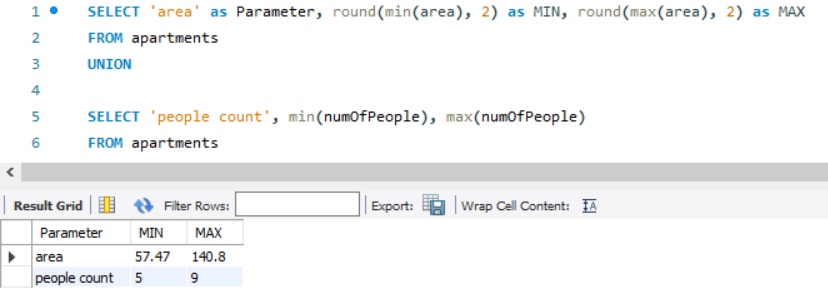 1 SELECT 'area' as Parameter, round(min(area), 2) as MIN, round(max(area), 2) as MAX
2 FROM apartments
3 UNION
4
5 SELECT 'people count', min(numOfPeople), max(numOfPeople)
6 FROM apartments
Result Grid Filter Rows: Export: Wrap Cell Content: IA
Parameter MIN MAX
area 57.47 140.8
people count 5 9